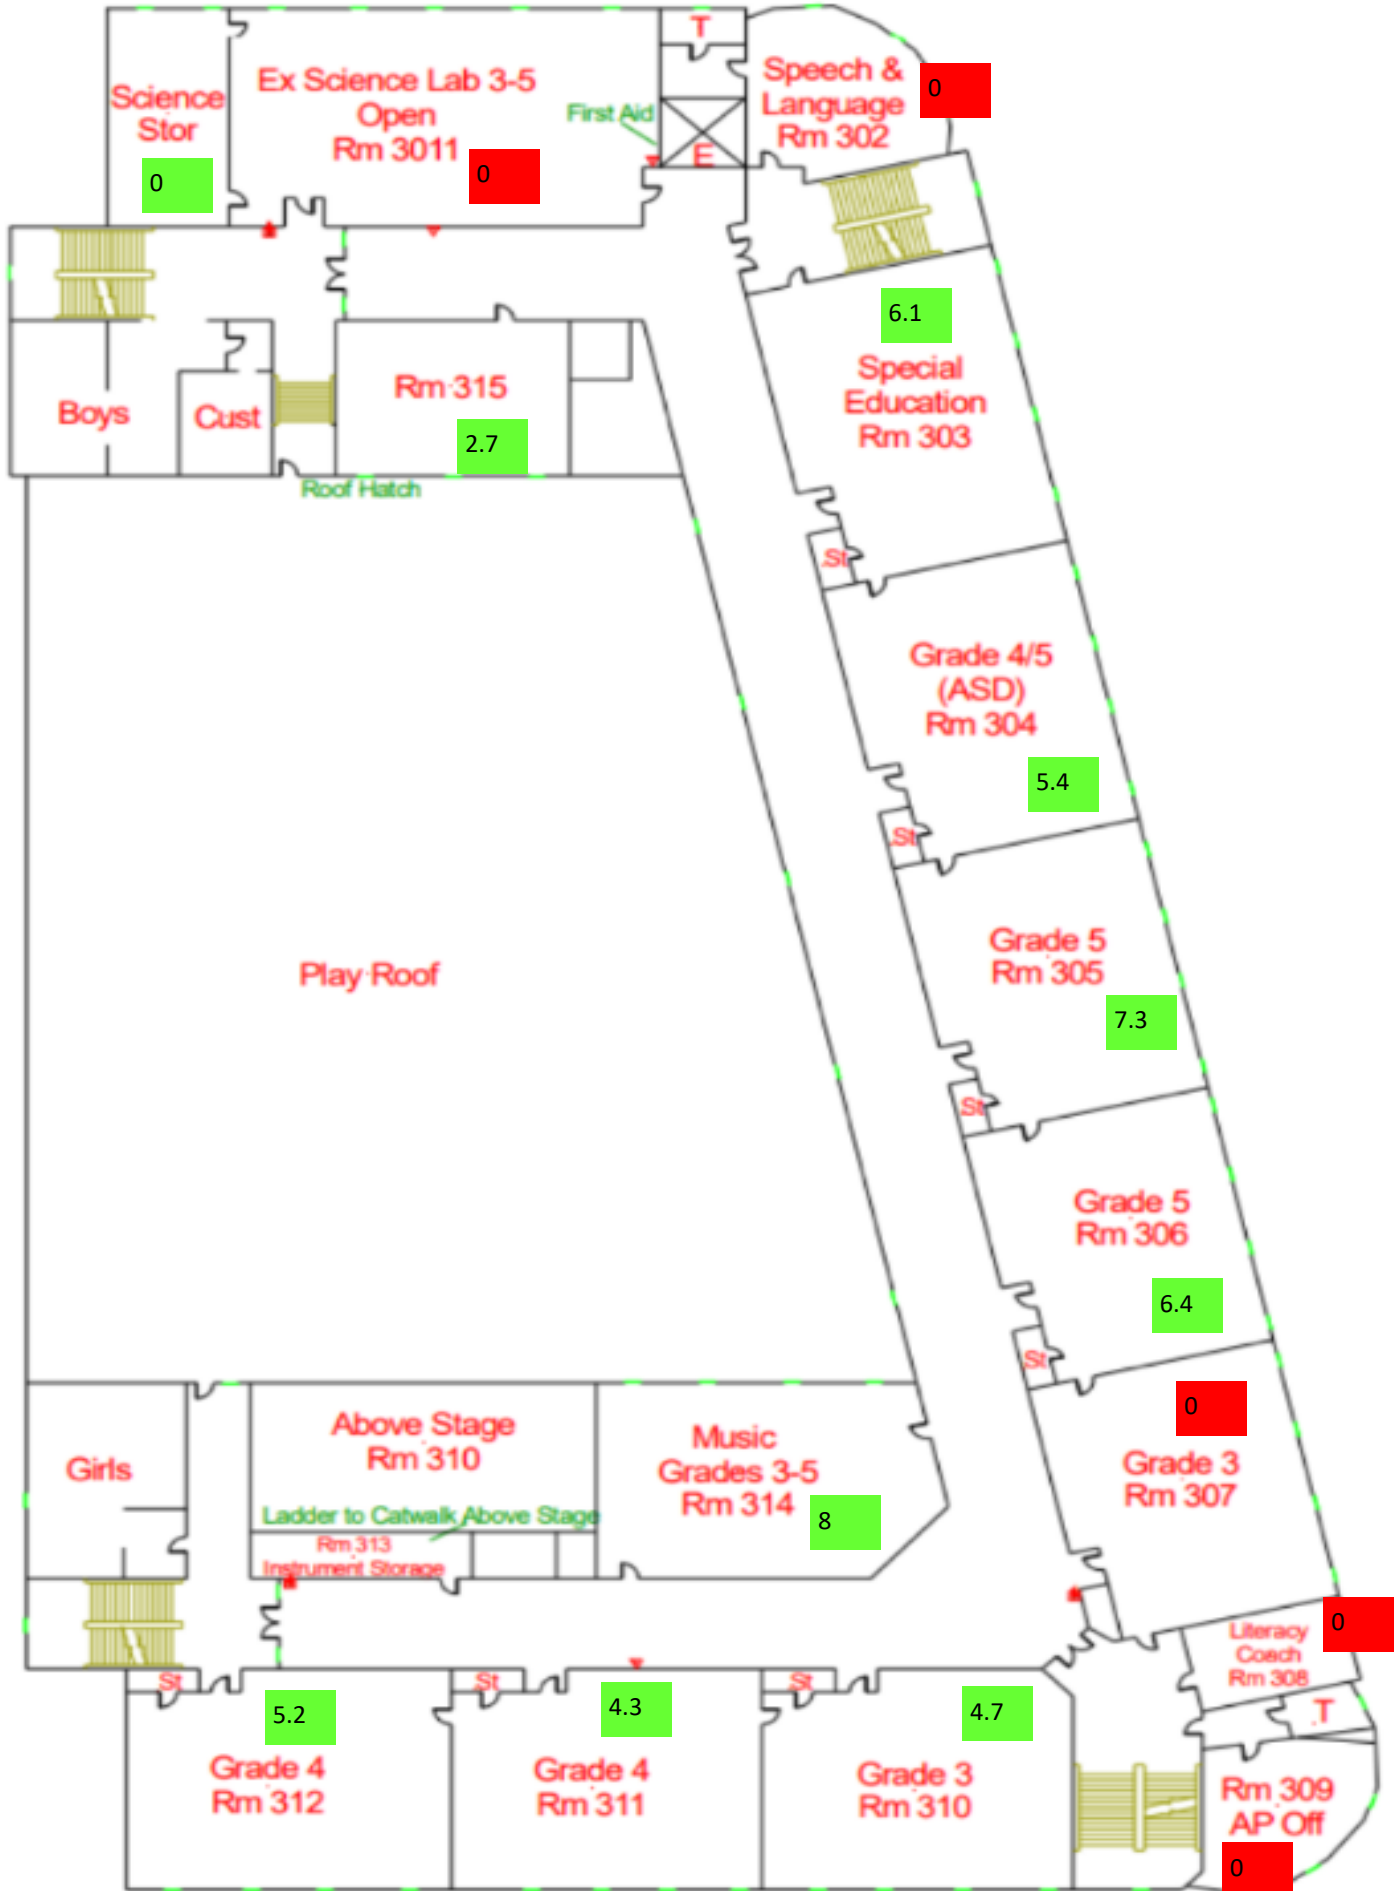 T
Science
Stor
0
Ex Science Lab 3-5
Open
Rm 3011
0
First Aid
E
Speech &
Language
Rm 302
0
Boys
Cust
Rm 315
2.7
Roof Hatch
6.1
Special
Education
Rm 303
St
Grade 4/5
(ASD)
Rm 304
5.4
St
Grade 5
Rm 305
7.3
St
Play Roof
Grade 5
Rm 306
6.4
St
0
Grade 3
Rm 307
Girls
Above Stage
Rm 310
Ladder to Catwalk Above Stage
Rm 313
Instrument Storage
Music
Grades 3-5
Rm 314
8
0
Literacy
Coach
Rm 308
T
St
5.2
Grade 4
Rm 312
St
4.3
Grade 4
Rm 311
St
4.7
Grade 3
Rm 310
Rm 309
AP Off
0